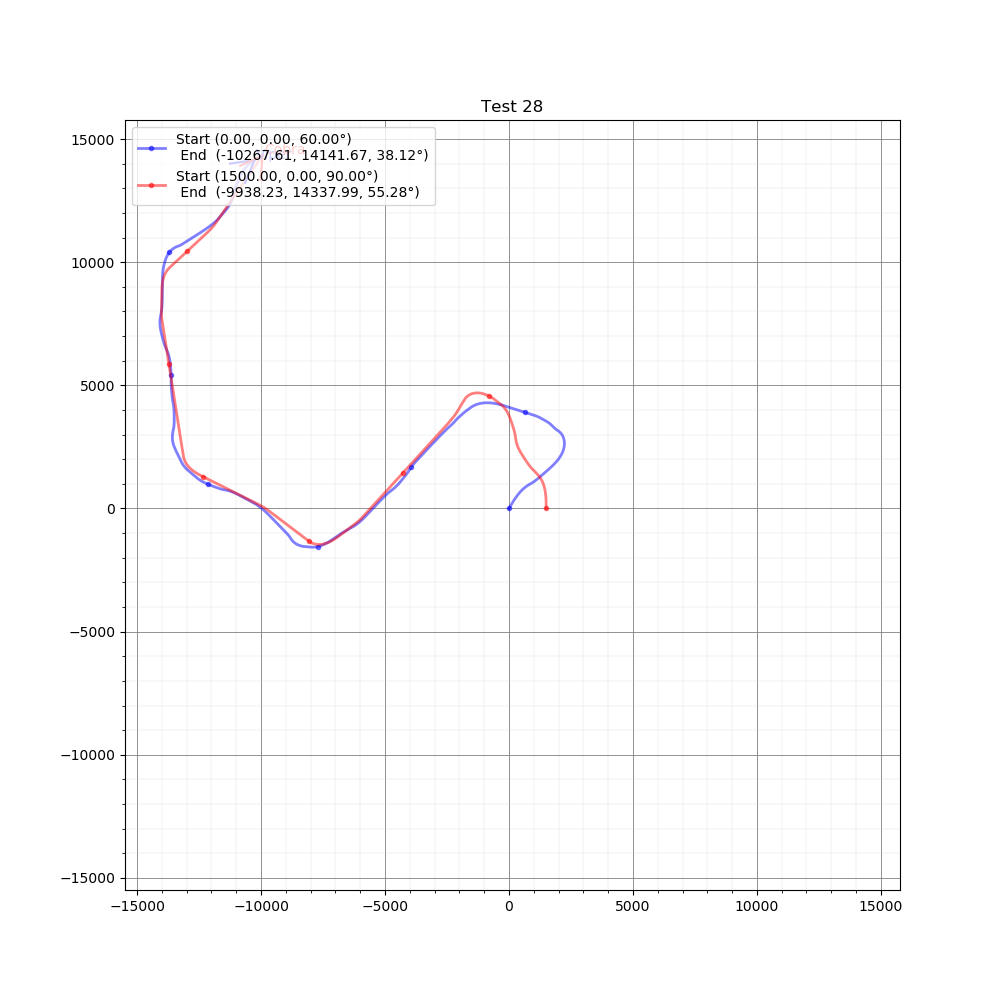 Test 28
Start (0.00, 0.00, 60.00°)
End (-10267.61, 14141.67, 38.12°)
Start (1500.00, 0.00, 90.00°)
End (-9938.23, 14337.99, 55.28°)
15000
10000
5000
0
−5000
−10000
−15000
−15000 −10000 −5000 0 5000 10000 15000